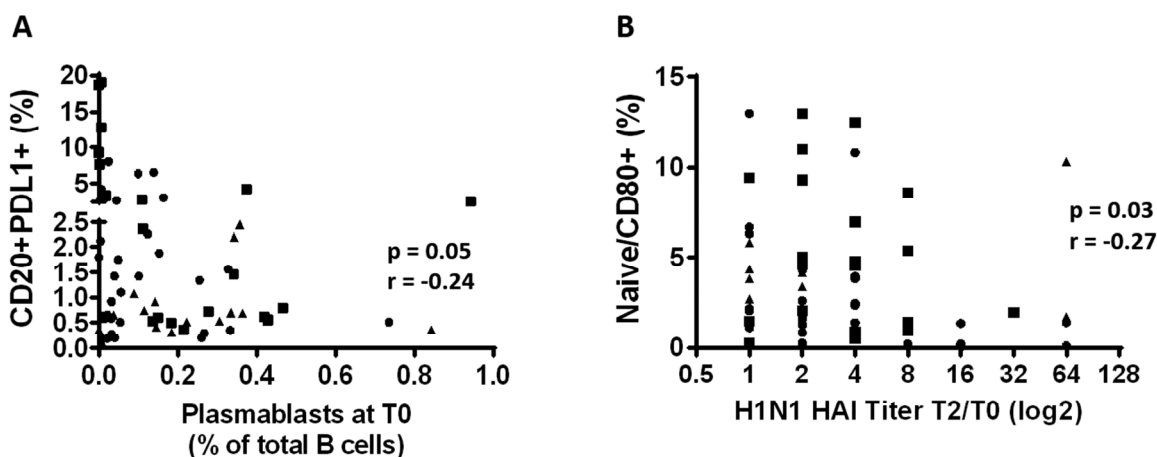 A
CD20+PDL1+ (%)
20
15
10
5
2.5
2.0
1.5
1.0
0.5
0.0
0.0 0.2 0.4 0.6 0.8 1.0
Plasmablasts at T0
(% of total B cells)
p = 0.05
r = -0.24
B
Naive/CD80+ (%)
15
10
5
0
0.5 1 2 4 8 16 32 64 128
H1N1 HAI Titer T2/T0 (log2)
p = 0.03
r = -0.27